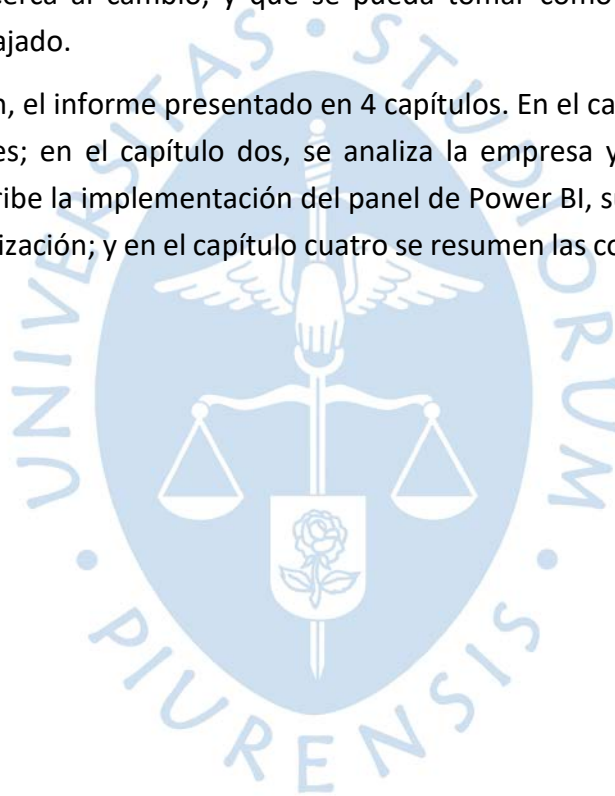 cerca al cambio, y que se pueda tomar como
ajado.
n, el informe presentado en 4 capítulos. En el ca
es; en el capítulo dos, se analiza la empresa y
ribe la implementación del panel de Power BI, su
ización; y en el capítulo cuatro se resumen las co
UNIVERSITAS • STUDIORUM • PIURENSIS